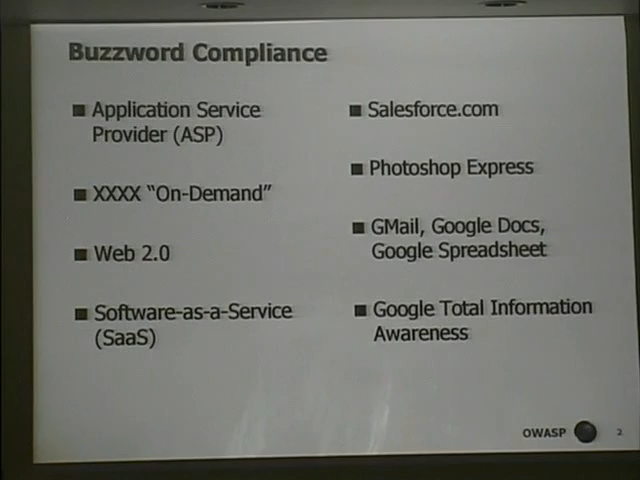 Buzzword Compliance
Application Service
Provider (ASP)
XXXX “On-Demand”
Web 2.0
Software-as-a-Service
(SaaS)
Salesforce.com
Photoshop Express
GMail, Google Docs,
Google Spreadsheet
Google Total Information
Awareness
OWASP
2